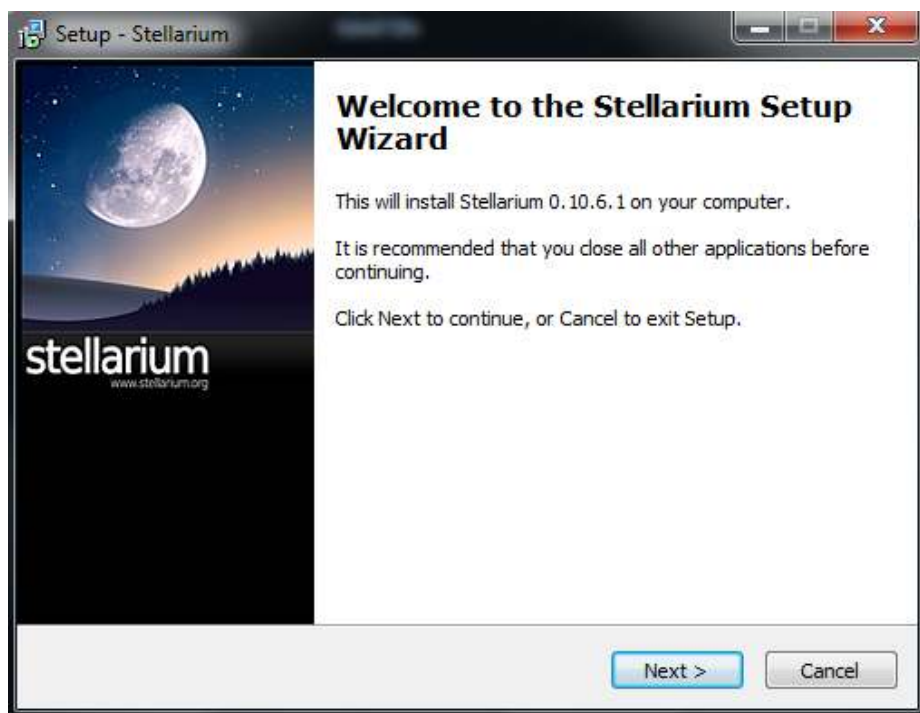 Setup - Stellarium
Welcome to the Stellarium Setup
Wizard
This will install Stellarium 0.10.6.1 on your computer.
It is recommended that you close all other applications before
continuing.
Click Next to continue, or Cancel to exit Setup.
stellarium
www.stellarium.org
Next >
Cancel